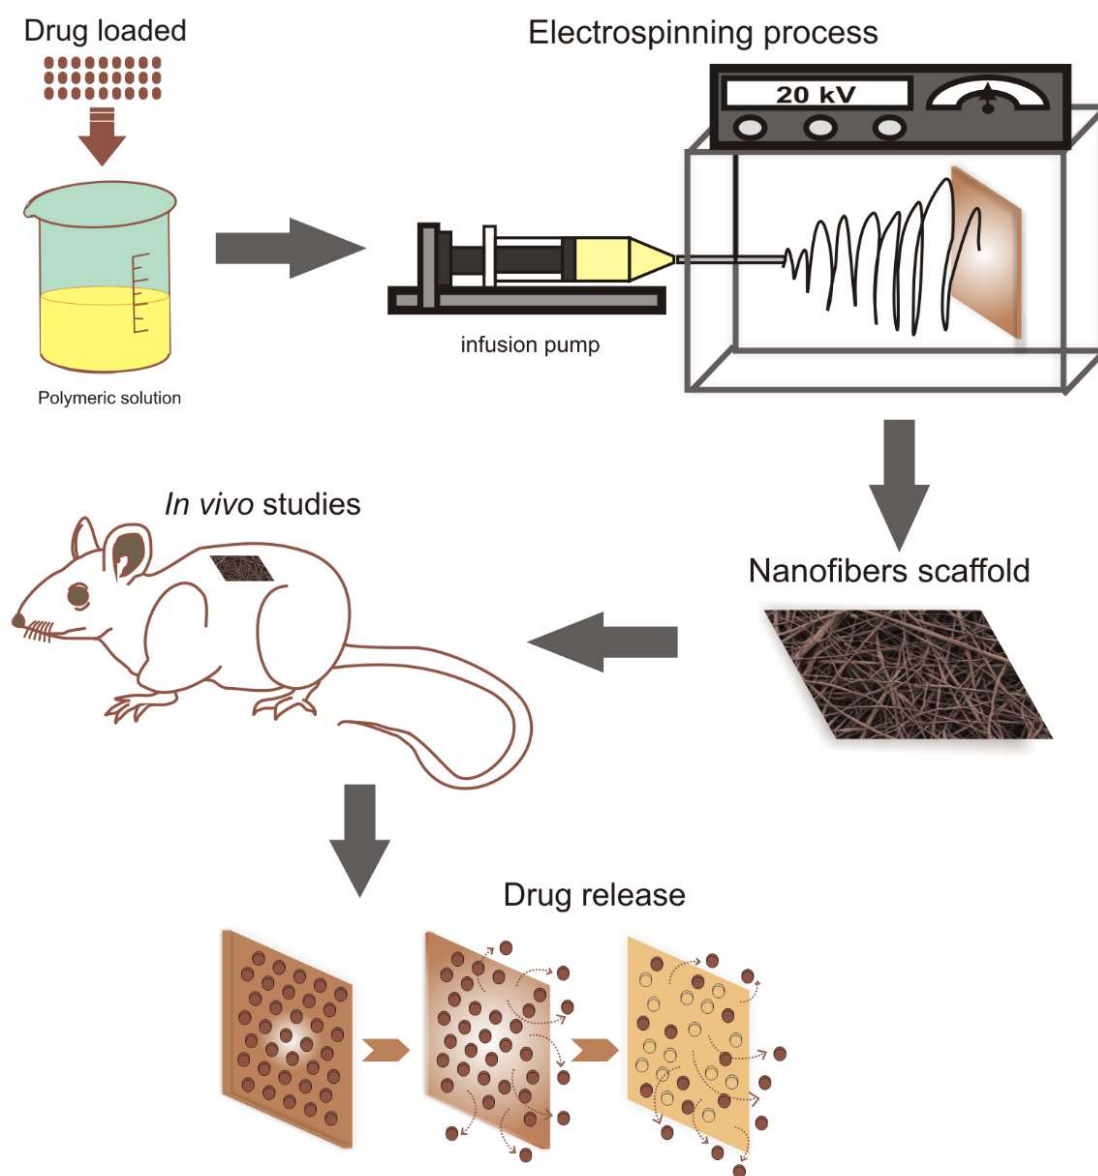 Drug loaded
Electrospinning process
20 kV
infusion pump
Polymeric solution
In vivo studies
Nanofibers scaffold
Drug release